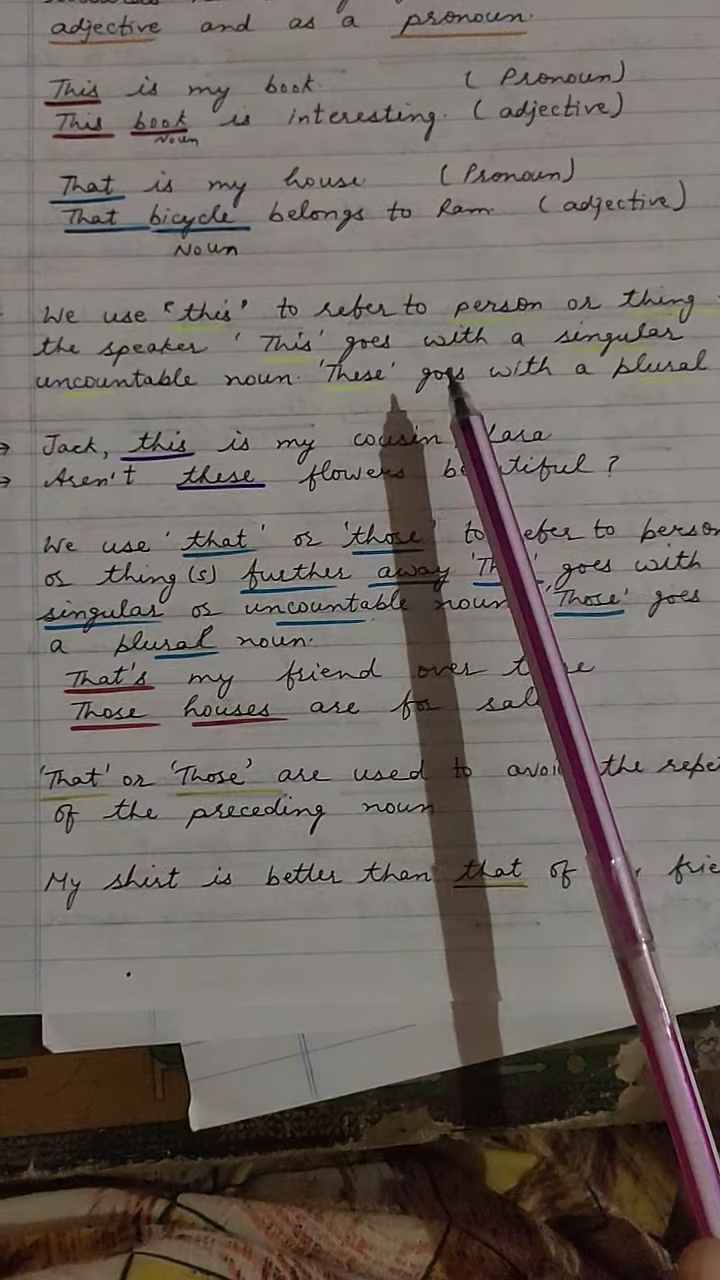 adjective and as a pronoun.
This is my book. (Pronoun)
This book is interesting. (adjective)
Noun
That is my house (Pronoun)
That bicycle belongs to Ram (adjective)
Noun
We use "this" to refer to person or thing
the speaker 'This' goes with a singular
uncountable noun. 'These' goes with a plural
Jack, this is my cousin
Aren't these flowers ?
We use 'that' or 'those' to to
or thing(s) further away goes with
singular or uncountable noun 'Those' goes
a plural noun.
That's my friend over
Those houses are for
'That' or 'Those' are used to the
of the preceding noun
My shirt is better than that of